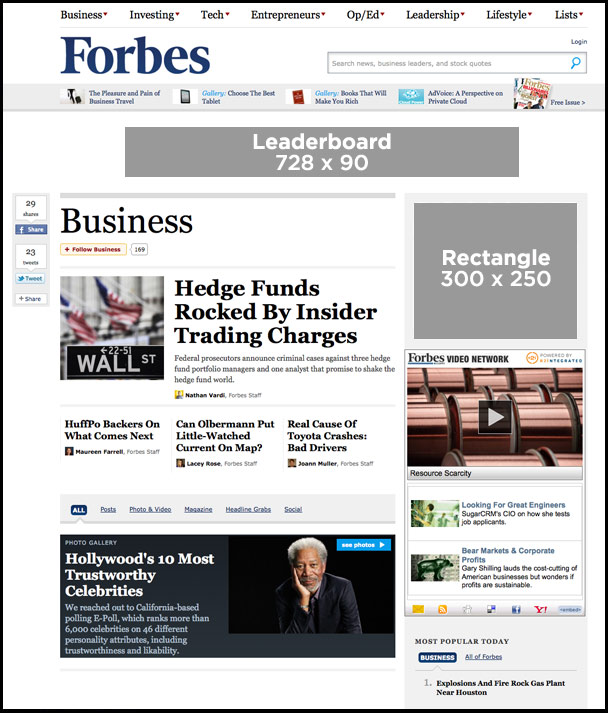 Business Investing Tech Entrepreneurs Op/Ed Leadership Lifestyle Lists
Login
Forbes
Search news, business leaders, and stock quotes
The Pleasure and Pain of
Business Travel
Gallery: Choose The Best
Tablet
Gallery: Books That Will
Make You Rich
AdVoice: A Perspective on
Private Cloud
Forbes
Free Issue >
Leaderboard
728 x 90
29
shares
Share
23
tweets
Tweet
+ Share
Business
+ Follow Business 169
Hedge Funds
Rocked By Insider
Trading Charges
22-51
WALL ST
Federal prosecutors announce criminal cases against three hedge
fund portfolio managers and one analyst that promise to shake the
hedge fund world.
Nathan Vardi, Forbes Staff
HuffPo Backers On
What Comes Next
Maureen Farrell, Forbes Staff
Can Olbermann Put
Little-Watched
Current On Map?
Lacey Rose, Forbes Staff
Real Cause Of
Toyota Crashes:
Bad Drivers
Joann Muller, Forbes Staff
ALL Posts Photo & Video Magazine Headline Grabs Social
PHOTO GALLERY
Hollywood's 10 Most
Trustworthy
Celebrities
We reached out to California-based
polling E-Poll, which ranks more than
6,000 celebrities on 46 different
personality attributes, including
trustworthiness and likability.
see photos
Rectangle
300 x 250
Forbes VIDEO NETWORK
POWERED BY
INTEGRATED
Resource Scarcity
Looking For Great Engineers
SugarCRM's CIO on how she tests
job applicants.
Bear Markets & Corporate
Profits
Gary Shilling lauds the cost-cutting of
American businesses but wonders if
profits are sustainable.
Y!
<embed>
MOST POPULAR TODAY
BUSINESS All of Forbes
1. Explosions And Fire Rock Gas Plant
Near Houston